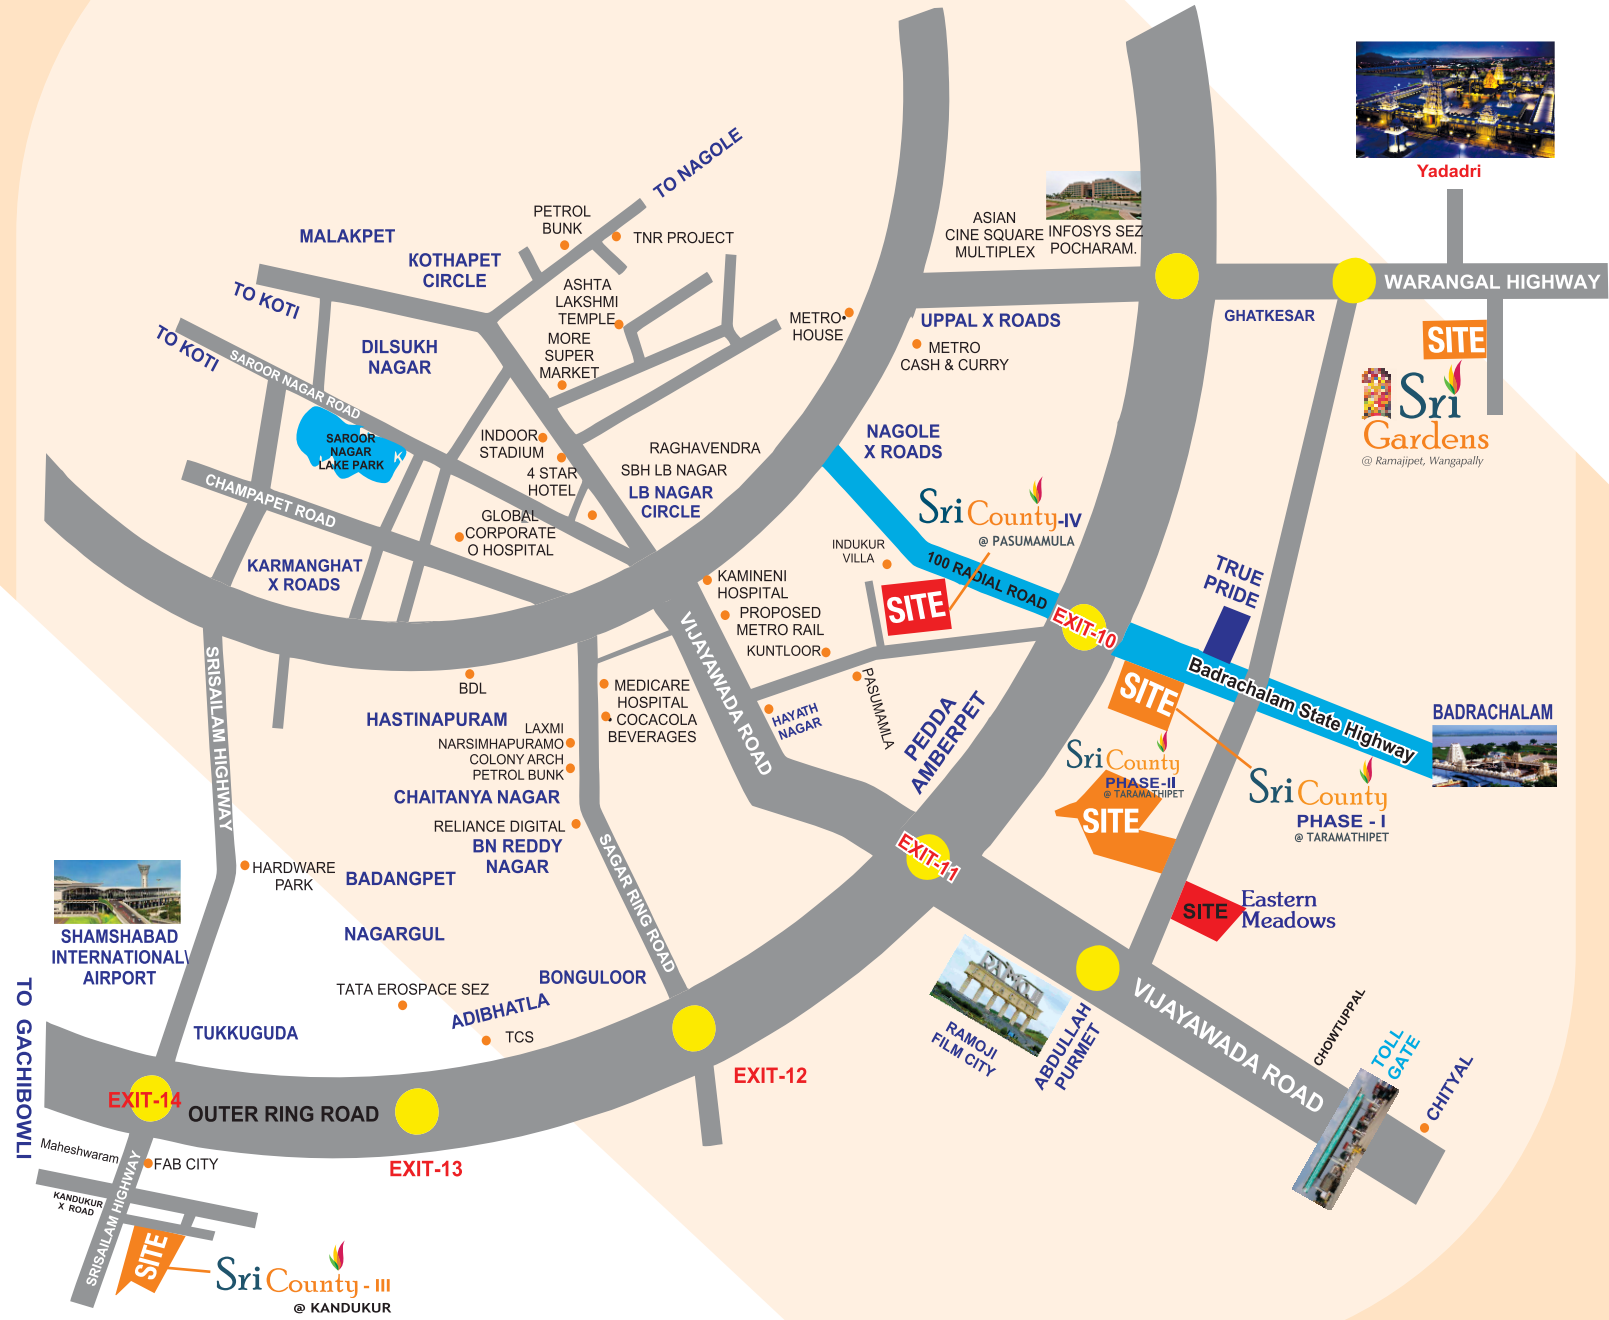 Yadadri
TO NAGOLE
PETROL
BUNK
TNR PROJECT
MALAKPET
KOTHAPET
CIRCLE
ASIAN
CINE SQUARE
MULTIPLEX
INFOSYS SEZ
POCHARAM.
WARANGAL HIGHWAY
GHATKESAR
TO KOTI
TO KOTI
ASHTA
LAKSHMI
TEMPLE
MORE
SUPER
MARKET
METRO
HOUSE
UPPAL X ROADS
METRO
CASH & CURRY
SITE
Sri
Gardens
@ Ramajipet, Wangapally
DILSUKH
NAGAR
SAROOR NAGAR ROAD
SAROOR
NAGAR
LAKE PARK
K
INDOOR
STADIUM
4 STAR
HOTEL
RAGHAVENDRA
SBH LB NAGAR
LB NAGAR
CIRCLE
NAGOLE
X ROADS
CHAMPAPET ROAD
GLOBAL
CORPORATE
O HOSPITAL
KARMANGHAT
X ROADS
Sri County-IV
@ PASUMAMULA
INDUKUR
VILLA
100 RADIAL ROAD
SITE
EXIT-10
TRUE
PRIDE
KAMINENI
HOSPITAL
PROPOSED
METRO RAIL
KUNTLOOR
VIJAYAWADA ROAD
HAYATH
NAGAR
PASUMAMLA
PEDDA
AMBERPET
SITE
Badrachalam State Highway
BADRACHALAM
Sri County
PHASE-II
@ TARAMATHIPET
SITE
Sri County
PHASE - I
@ TARAMATHIPET
SRISAILAM HIGHWAY
BDL
HASTINAPURAM
MEDICARE
HOSPITAL
COCACOLA
BEVERAGES
LAXMI
NARSIMHAPURAMO
COLONY ARCH
PETROL BUNK
CHAITANYA NAGAR
RELIANCE DIGITAL
BN REDDY
NAGAR
SAGAR RING ROAD
EXIT-11
SITE
Eastern
Meadows
HARDWARE
PARK
BADANGPET
SHAMSHABAD
INTERNATIONAL\
AIRPORT
NAGARGUL
BONGULOOR
TATA EROSPACE SEZ
ADIBHATLA
TCS
TUKKUGUDA
TO GACHIBOWLI
RAMOJI
FILM CITY
ABDULLAH
PURMET
VIJAYAWADA ROAD
CHOWTUPPAL
TOLL
GATE
CHITYAL
EXIT-12
EXIT-14
OUTER RING ROAD
EXIT-13
Maheshwaram
FAB CITY
KANDUKUR
X ROAD
SRISAILAM HIGHWAY
SITE
Sri County - III
@ KANDUKUR